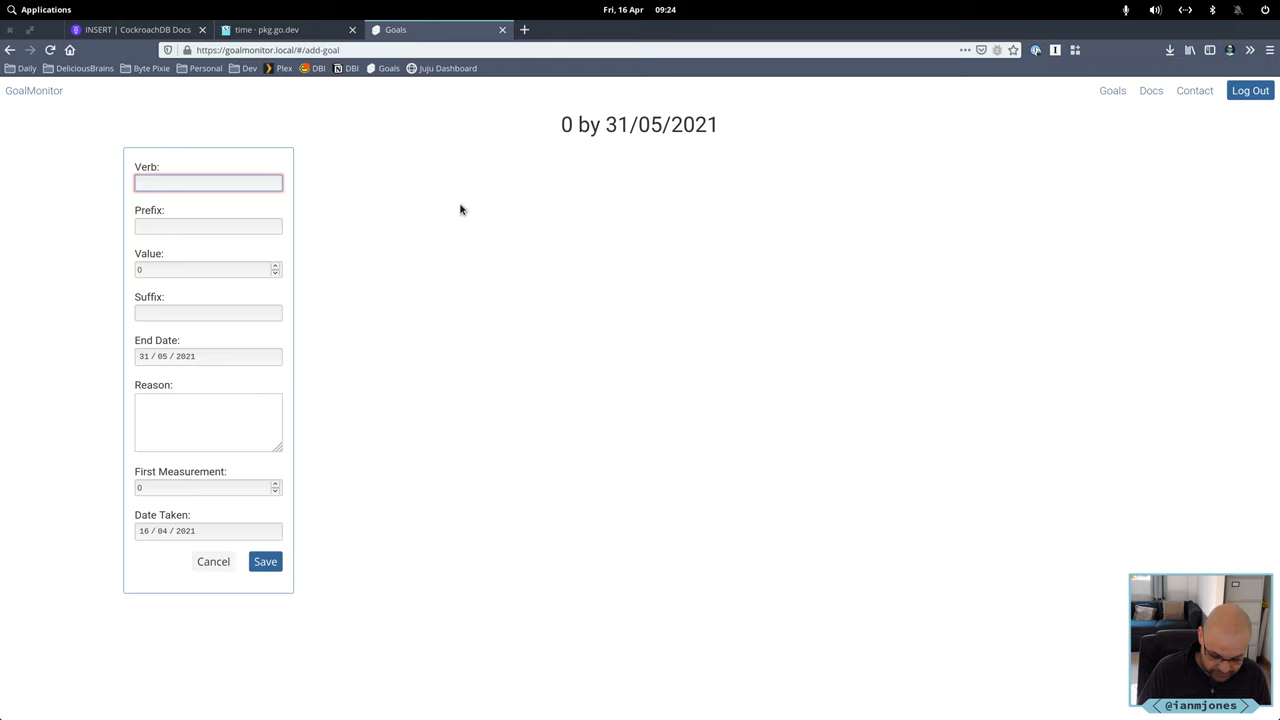 Applications
Fri, 16 Apr 09:24
INSERT | CockroachDB Docs
time · pkg.go.dev
Goals
https://goalmonitor.local/#/add-goal
Daily
DeliciousBrains
Byte Pixie
Personal
Dev
Plex
DBI
DBI
Goals
Juju Dashboard
GoalMonitor
Goals
Docs
Contact
Log Out
0 by 31/05/2021
Verb:
Prefix:
Value:
0
Suffix:
End Date:
31 / 05 / 2021
Reason:
First Measurement:
0
Date Taken:
16 / 04 / 2021
Cancel
Save
@ianmjones